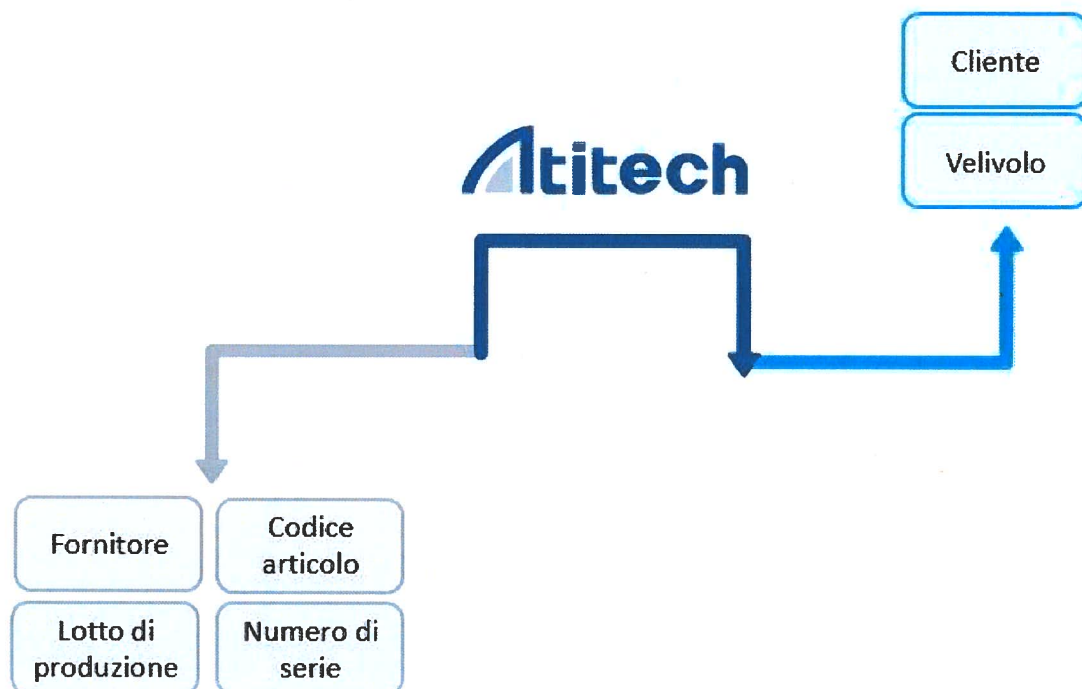 Cliente
Atitech
Velivolo
Fornitore
Codice
articolo
Lotto di
produzione
Numero di
serie